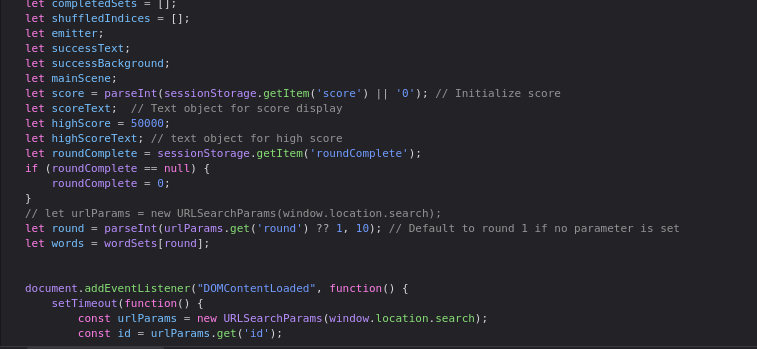 let completedSets = [];
let shuffledIndices = [];
let emitter;
let successText;
let successBackground;
let mainScene;
let score = parseInt(sessionStorage.getItem('score') || '0'); // Initialize score
let scoreText;  // Text object for score display
let highScore = 50000;
let highScoreText; // text object for high score
let roundComplete = sessionStorage.getItem('roundComplete');
if (roundComplete == null) {
    roundComplete = 0;
}
// let urlParams = new URLSearchParams(window.location.search);
let round = parseInt(urlParams.get('round') ?? 1, 10); // Default to round 1 if no parameter is set
let words = wordSets[round];
document.addEventListener("DOMContentLoaded", function() {
    setTimeout(function() {
        const urlParams = new URLSearchParams(window.location.search);
        const id = urlParams.get('id');